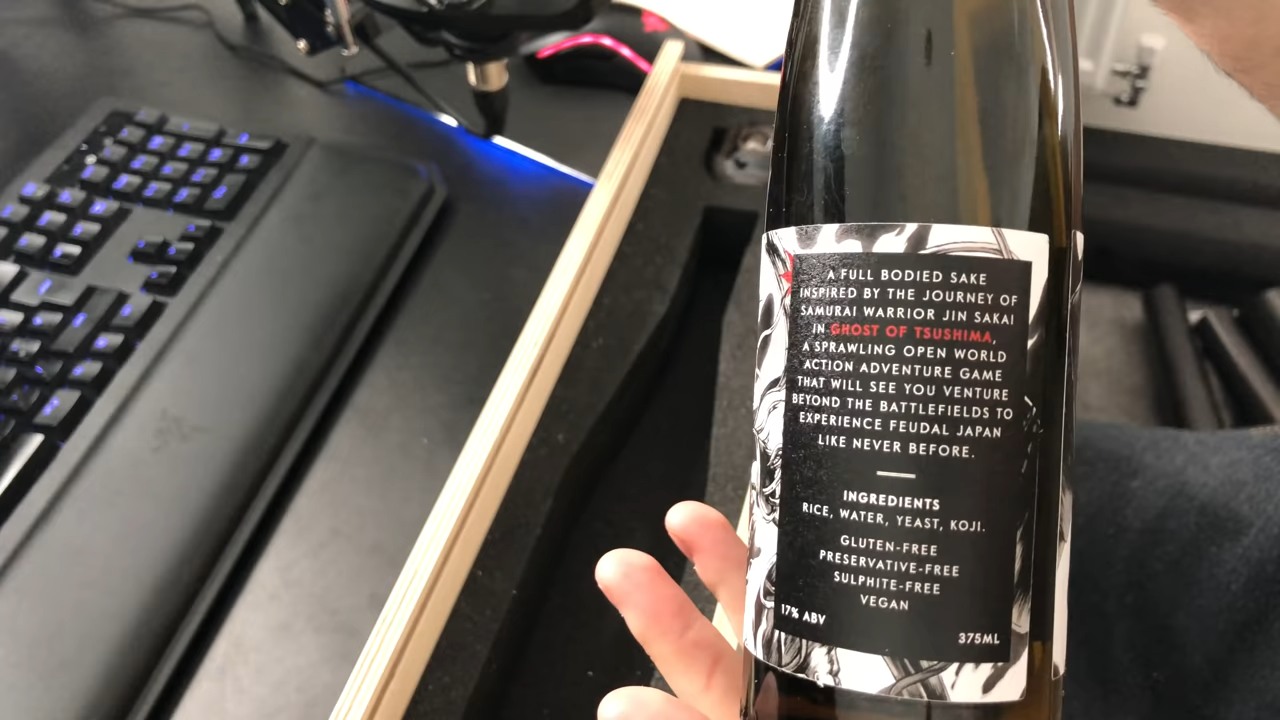 A FULL BODIED SAKE
INSPIRED BY THE JOURNEY OF
SAMURAI WARRIOR JIN SAKAI
IN GHOST OF TSUSHIMA,
A SPRAWLING OPEN WORLD
ACTION ADVENTURE GAME
THAT WILL SEE YOU VENTURE
BEYOND THE BATTLEFIELDS TO
EXPERIENCE FEUDAL JAPAN
LIKE NEVER BEFORE.
INGREDIENTS
RICE, WATER, YEAST, KOJI.
GLUTEN-FREE
PRESERVATIVE-FREE
SULPHITE-FREE
VEGAN
17% ABV
375ML